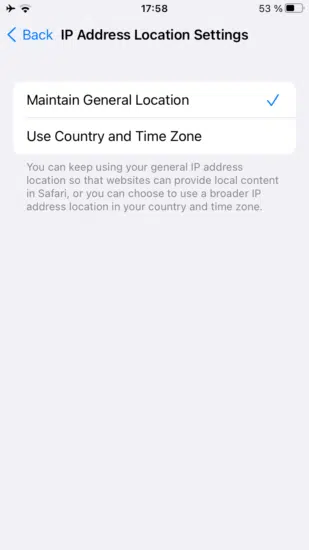 17:58
53 %
Back
IP Address Location Settings
Maintain General Location
Use Country and Time Zone
You can keep using your general IP address
location so that websites can provide local content
in Safari, or you can choose to use a broader IP
address location in your country and time zone.